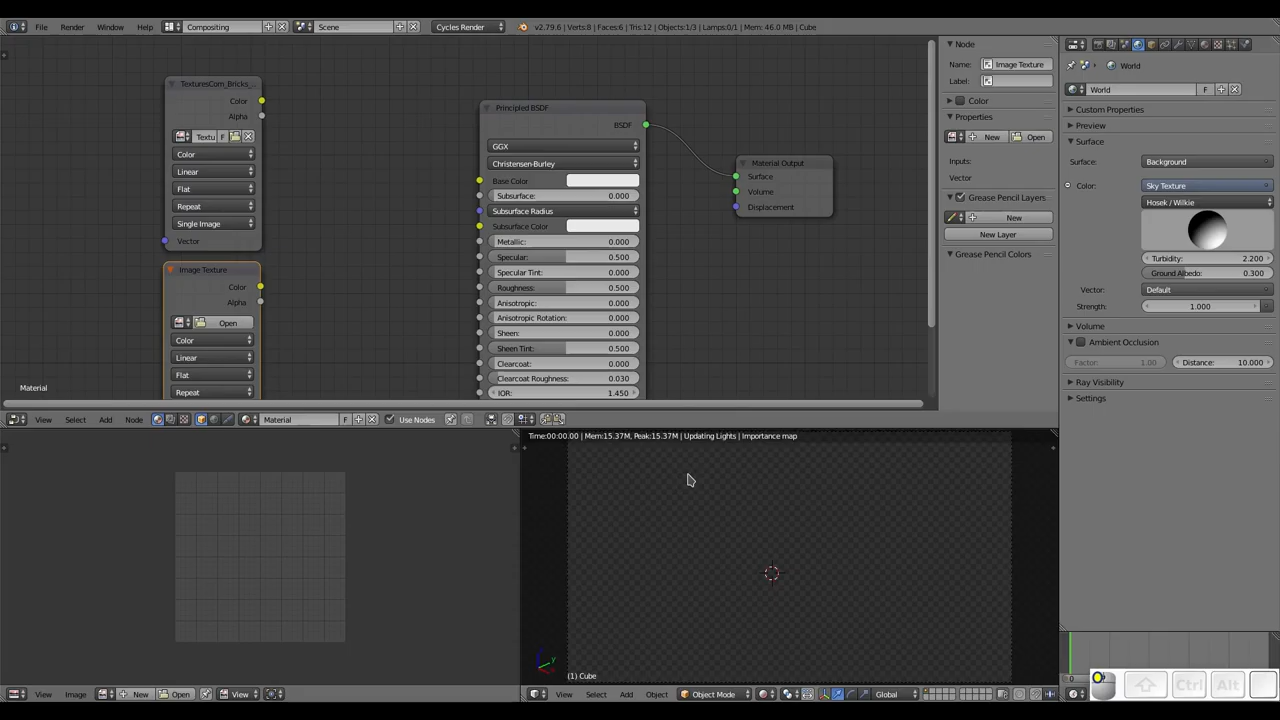 File Render Window Help Compositing Scene Cycles Render v2.79.6 | Verts:8 | Faces:6 | Tris:12 | Objects:1/3 | Lamps:0/1 | Mem: 46.0 MB | Cube
TexturesCom_Bricks_
Color
Alpha
Textu F
Color
Linear
Flat
Repeat
Single Image
Vector
Image Texture
Color
Alpha
Open
Color
Linear
Flat
Repeat
Principled BSDF
BSDF
GGX
Christensen-Burley
Base Color
Subsurface: 0.000
Subsurface Radius
Subsurface Color
Metallic: 0.000
Specular: 0.500
Specular Tint: 0.000
Roughness: 0.500
Anisotropic: 0.000
Anisotropic Rotation: 0.000
Sheen: 0.000
Sheen Tint: 0.500
Clearcoat: 0.000
Clearcoat Roughness: 0.030
IOR: 1.450
Material Output
Surface
Volume
Displacement
Material
Node
Name: Image Texture
Label:
Color
Properties
New Open
Inputs:
Vector
Grease Pencil Layers
New
New Layer
Grease Pencil Colors
World
World F
Custom Properties
Preview
Surface
Surface: Background
Color: Sky Texture
Hosek / Wilkie
Turbidity: 2.200
Ground Albedo: 0.300
Vector: Default
Strength: 1.000
Volume
Ambient Occlusion
Factor: 1.00 Distance: 10.000
Ray Visibility
Settings
View Select Add Node Material F Use Nodes
Time:00:00.00 | Mem:15.37M, Peak:15.37M | Updating Lights | Importance map
(1) Cube
View Image New Open View
View Select Add Object Object Mode Global
Ctrl Alt